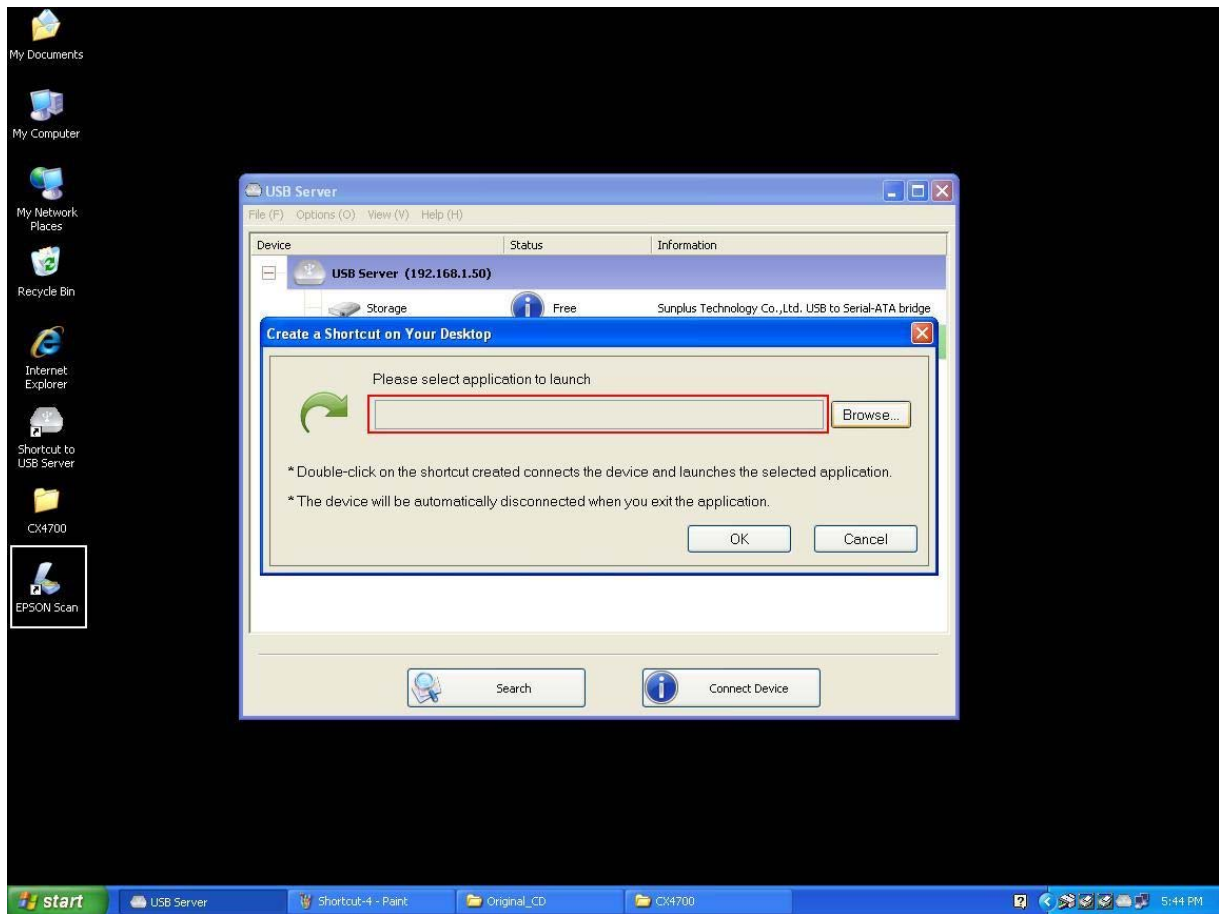 My Documents
My Computer
My Network
Places
Recycle Bin
Internet
Explorer
Shortcut to
USB Server
CX4700
EPSON Scan
USB Server
File (F) Options (O) View (V) Help (H)
Device Status Information
USB Server (192.168.1.50)
Storage Free Sunplus Technology Co.,Ltd. USB to Serial-ATA bridge
Create a Shortcut on Your Desktop
Please select application to launch
Browse...
* Double-click on the shortcut created connects the device and launches the selected application.
* The device will be automatically disconnected when you exit the application.
OK Cancel
Search Connect Device
start USB Server Shortcut-4 - Paint Original_CD CX4700 5:44 PM